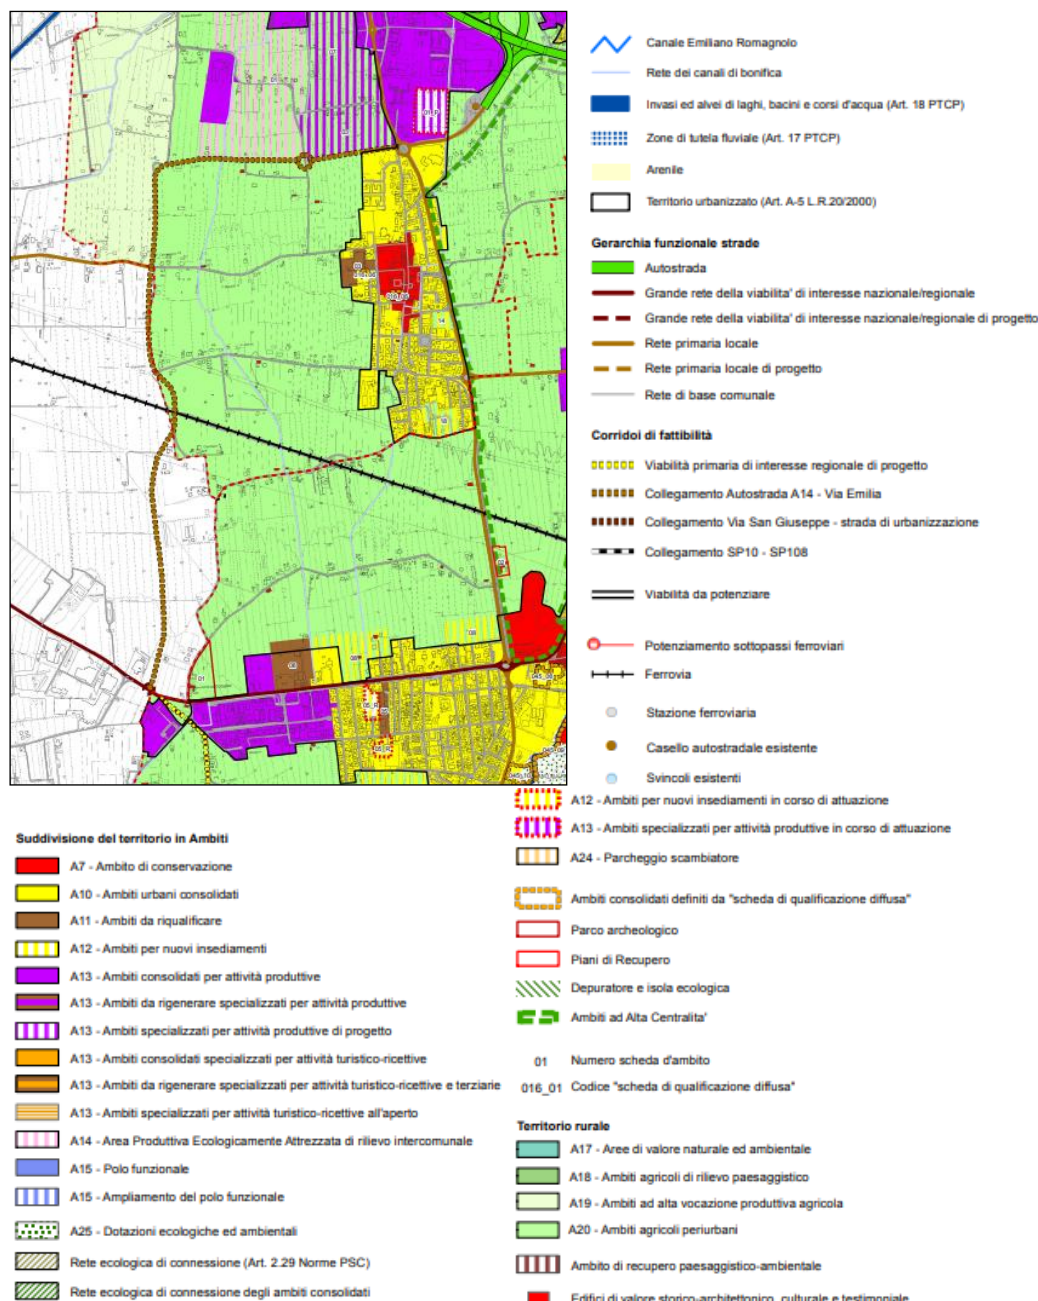 Canale Emiliano Romagnolo
Rete dei canali di bonifica
Invasi ed alvei di laghi, bacini e corsi d'acqua (Art. 18 PTCP)
Zone di tutela fluviale (Art. 17 PTCP)
Arenile
Territorio urbanizzato (Art. A-5 L.R.20/2000)
Gerarchia funzionale strade
Autostrada
Grande rete della viabilita' di interesse nazionale/regionale
Grande rete della viabilita' di interesse nazionale/regionale di progetto
Rete primaria locale
Rete primaria locale di progetto
Rete di base comunale
Corridoi di fattibilità
Viabilità primaria di interesse regionale di progetto
Collegamento Autostrada A14 - Via Emilia
Collegamento Via San Giuseppe - strada di urbanizzazione
Collegamento SP10 - SP108
Viabilità da potenziare
Potenziamento sottopassi ferroviari
Ferrovia
Stazione ferroviaria
Casello autostradale esistente
Svincoli esistenti
A12 - Ambiti per nuovi insediamenti in corso di attuazione
A13 - Ambiti specializzati per attività produttive in corso di attuazione
A24 - Parcheggio scambiatore
Ambiti consolidati definiti da "scheda di qualificazione diffusa"
Parco archeologico
Piani di Recupero
Depuratore e isola ecologica
Ambiti ad Alta Centralita'
01 Numero scheda d'ambito
016_01 Codice "scheda di qualificazione diffusa"
Territorio rurale
A17 - Aree di valore naturale ed ambientale
A18 - Ambiti agricoli di rilievo paesaggistico
A19 - Ambiti ad alta vocazione produttiva agricola
A20 - Ambiti agricoli periurbani
Ambito di recupero paesaggistico-ambientale
Edifici di valore storico-architettonico, culturale e testimoniale
Suddivisione del territorio in Ambiti
A7 - Ambito di conservazione
A10 - Ambiti urbani consolidati
A11 - Ambiti da riqualificare
A12 - Ambiti per nuovi insediamenti
A13 - Ambiti consolidati per attività produttive
A13 - Ambiti da rigenerare specializzati per attività produttive
A13 - Ambiti specializzati per attività produttive di progetto
A13 - Ambiti consolidati specializzati per attività turistico-ricettive
A13 - Ambiti da rigenerare specializzati per attività turistico-ricettive e terziarie
A13 - Ambiti specializzati per attività turistico-ricettive all'aperto
A14 - Area Produttiva Ecologicamente Attrezzata di rilievo intercomunale
A15 - Polo funzionale
A15 - Ampliamento del polo funzionale
A25 - Dotazioni ecologiche ed ambientali
Rete ecologica di connessione (Art. 2.29 Norme PSC)
Rete ecologica di connessione degli ambiti consolidati